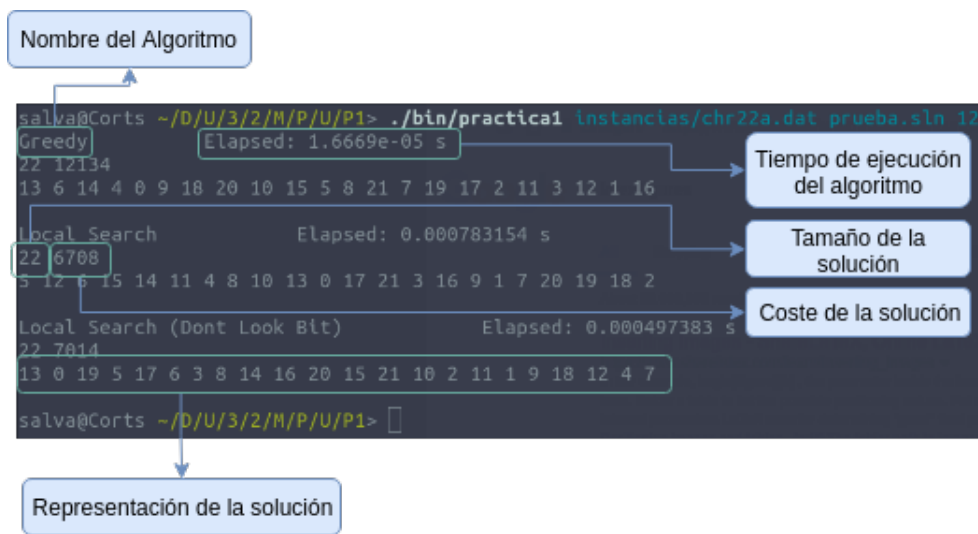 Nombre del Algoritmo
salva@Corts ~/D/U/3/2/M/P/U/P1> ./bin/practica1 instancias/chr22a.dat prueba.sln 12
Greedy Elapsed: 1.6669e-05 s
22 12134
13 6 14 4 0 9 18 20 10 15 5 8 21 7 19 17 2 11 3 12 1 16
Tiempo de ejecución
del algoritmo
Local Search Elapsed: 0.000783154 s
22 6708
5 12 6 15 14 11 4 8 10 13 0 17 21 3 16 9 1 7 20 19 18 2
Tamaño de la
solución
Coste de la solución
Local Search (Dont Look Bit) Elapsed: 0.000497383 s
22 7014
13 0 19 5 17 6 3 8 14 16 20 15 21 10 2 11 1 9 18 12 4 7
salva@Corts ~/D/U/3/2/M/P/U/P1>
Representación de la solución